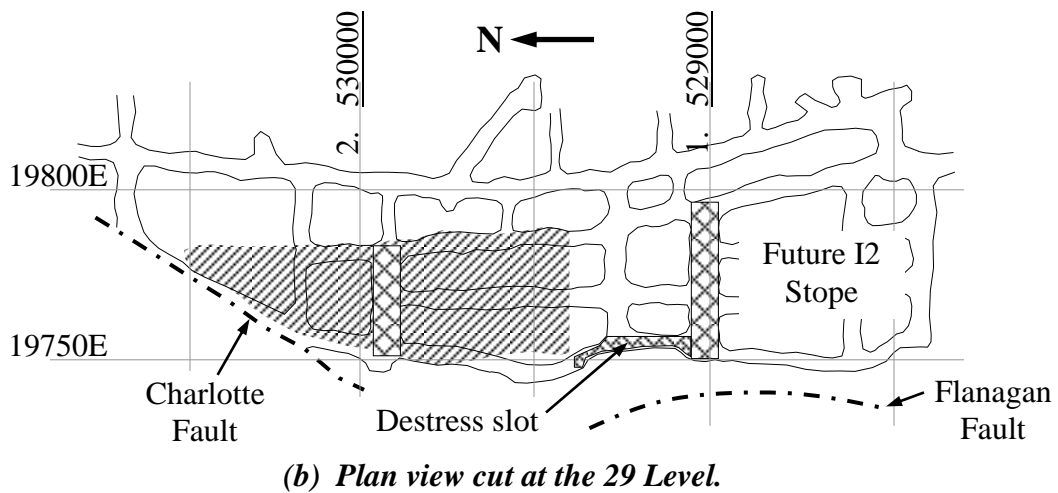 N
2. 530000
1. 529000
19800E
Future I2
Stope
19750E
Charlotte
Fault
Destress slot
Flanagan
Fault
(b) Plan view cut at the 29 Level.